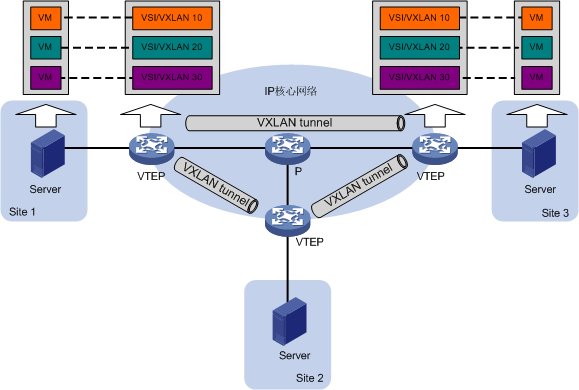 VM
VSI/VXLAN 10
VSI/VXLAN 10
VM
VM
VSI/VXLAN 20
VSI/VXLAN 20
VM
VM
VSI/VXLAN 30
VSI/VXLAN 30
VM
IP核心网络
VXLAN tunnel
Server
VTEP
P
VTEP
Server
VXLAN tunnel
VXLAN tunnel
Site 1
Site 3
VTEP
Server
Site 2